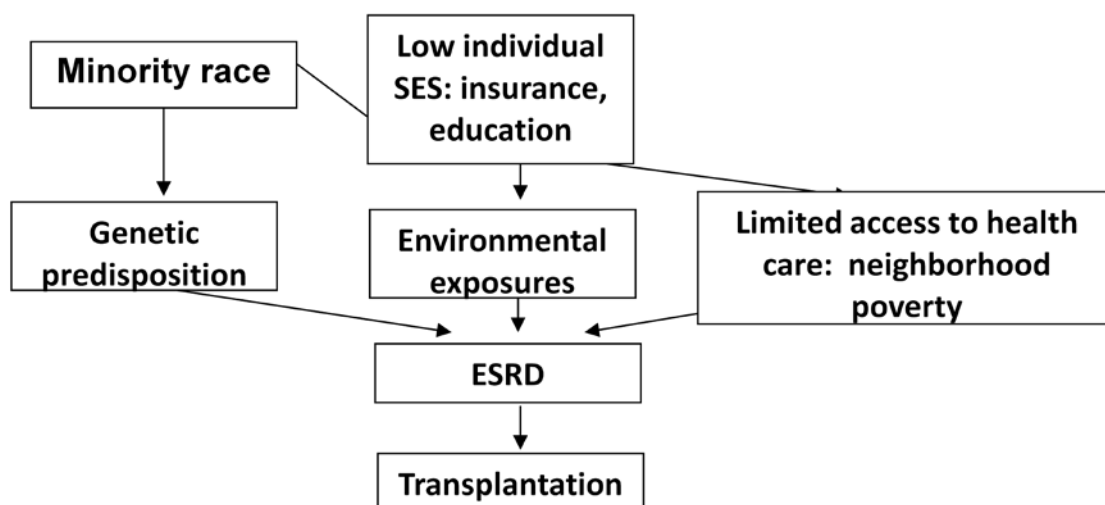 Minority race
Low individual
SES: insurance,
education
Genetic
predisposition
Environmental
exposures
Limited access to health
care: neighborhood
poverty
ESRD
Transplantation